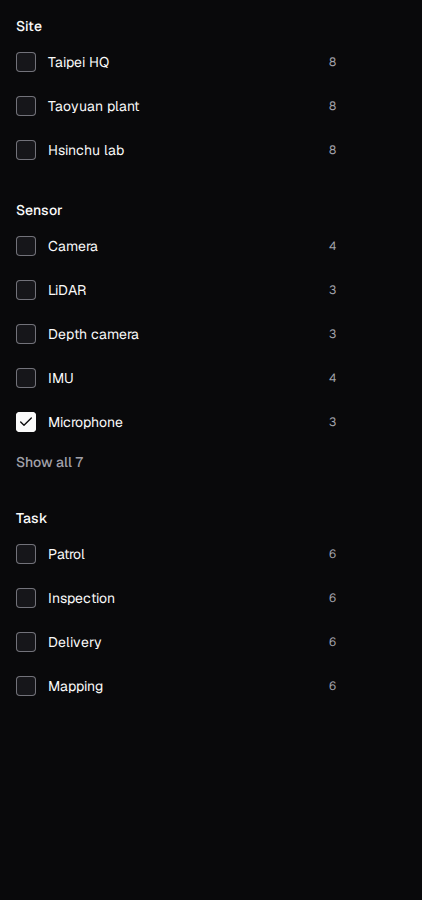 Site
Taipei HQ 8
Taoyuan plant 8
Hsinchu lab 8
Sensor
Camera 4
LiDAR 3
Depth camera 3
IMU 4
Microphone 3
Show all 7
Task
Patrol 6
Inspection 6
Delivery 6
Mapping 6